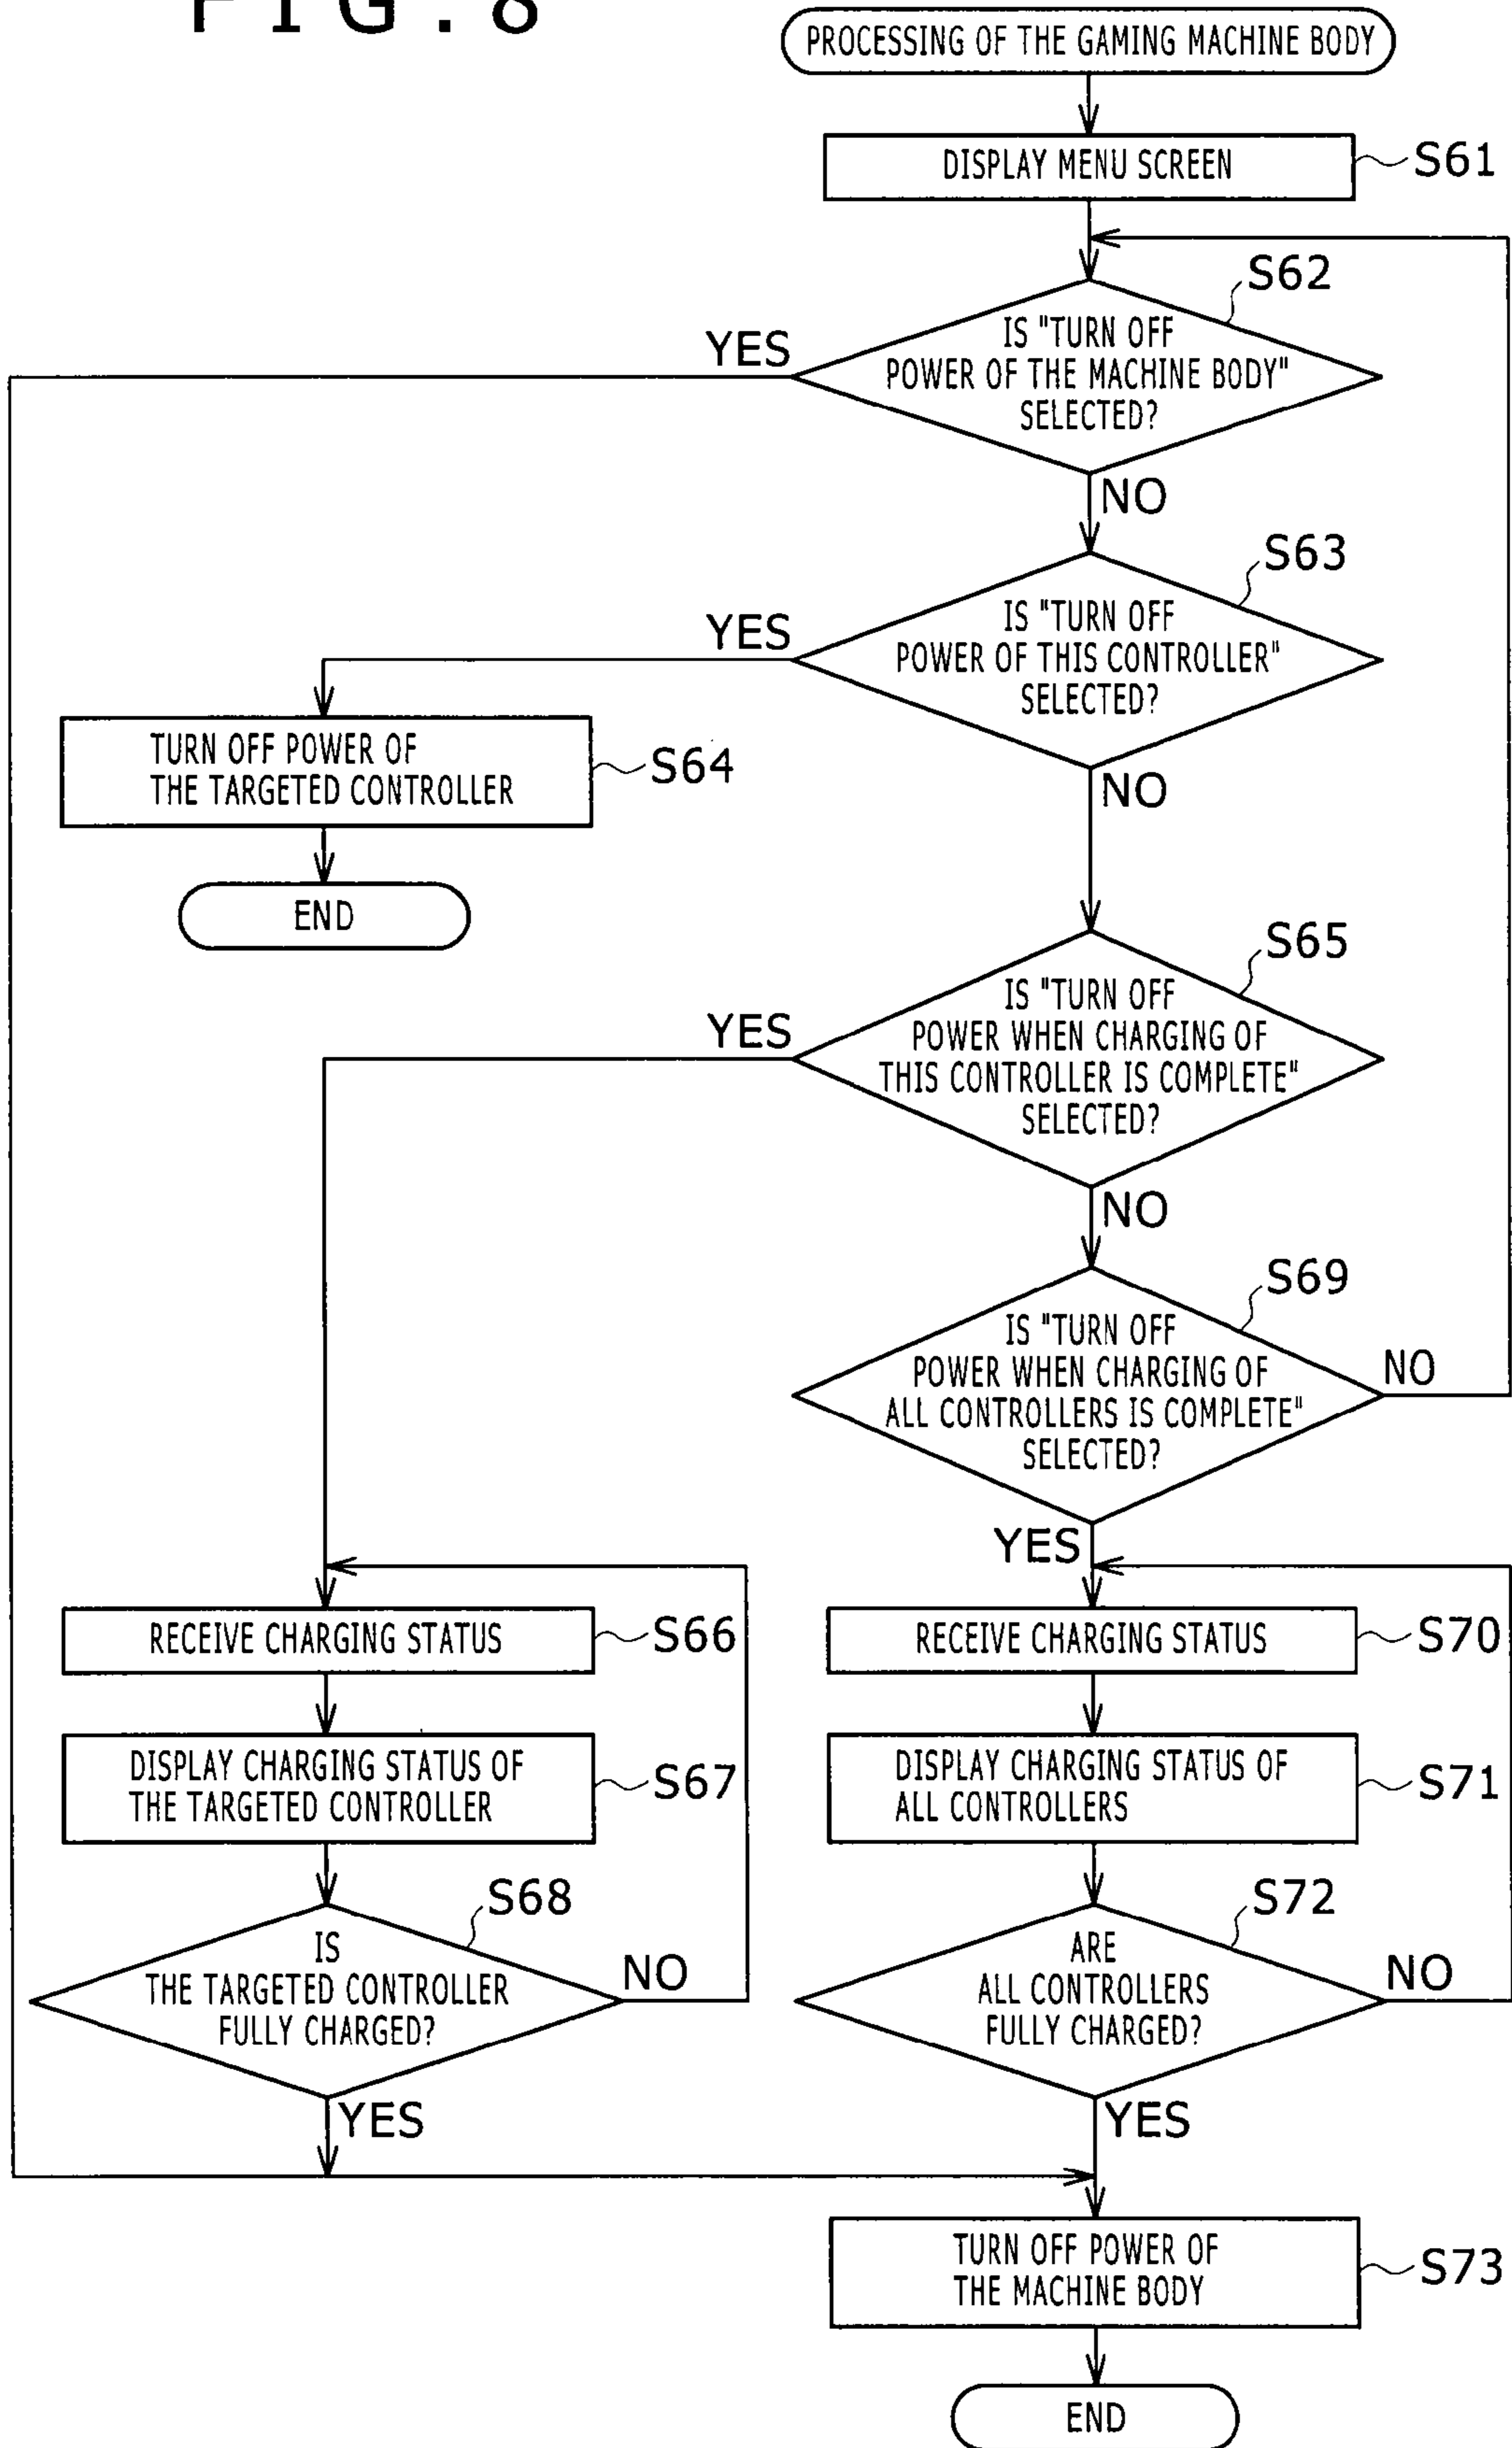 FIG.8
PROCESSING OF THE GAMING MACHINE BODY
DISPLAY MENU SCREEN
S61
S62
IS "TURN OFF
POWER OF THE MACHINE BODY"
SELECTED?
YES
NO
S63
IS "TURN OFF
POWER OF THIS CONTROLLER"
SELECTED?
YES
NO
TURN OFF POWER OF
THE TARGETED CONTROLLER
S64
END
S65
IS "TURN OFF
POWER WHEN CHARGING OF
THIS CONTROLLER IS COMPLETE"
SELECTED?
YES
NO
S69
IS "TURN OFF
POWER WHEN CHARGING OF
ALL CONTROLLERS IS COMPLETE"
SELECTED?
NO
YES
RECEIVE CHARGING STATUS
S66
DISPLAY CHARGING STATUS OF
THE TARGETED CONTROLLER
S67
S68
IS
THE TARGETED CONTROLLER
FULLY CHARGED?
NO
YES
RECEIVE CHARGING STATUS
S70
DISPLAY CHARGING STATUS OF
ALL CONTROLLERS
S71
S72
ARE
ALL CONTROLLERS
FULLY CHARGED?
NO
YES
TURN OFF POWER OF
THE MACHINE BODY
S73
END